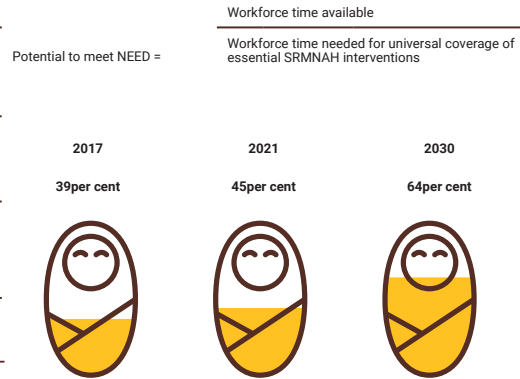 Workforce time available
Potential to meet NEED =
Workforce time needed for universal coverage of
essential SRMNAH interventions
2017
2021
2030
39per cent
45per cent
64per cent